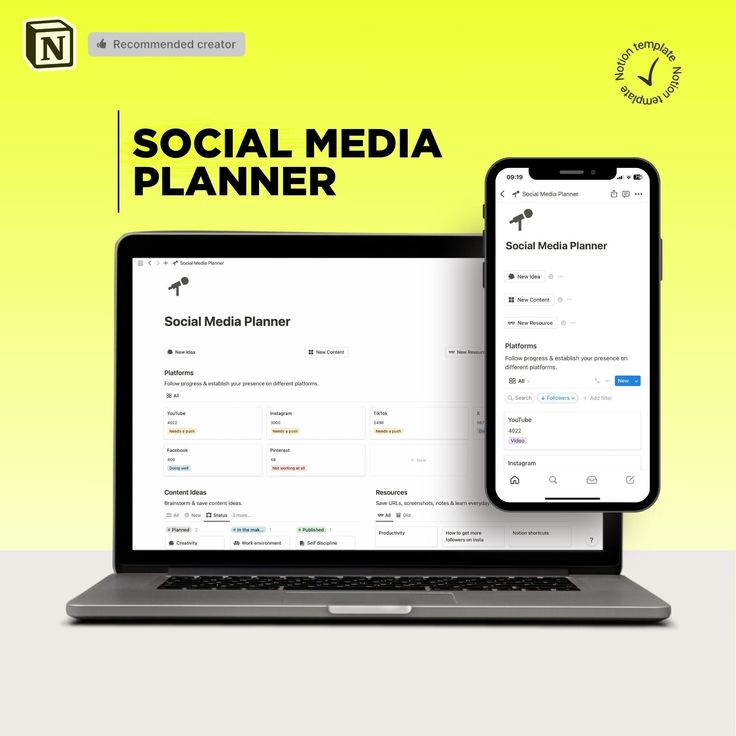 N
Recommended creator
Notion template
Notion template
SOCIAL MEDIA
PLANNER
Social Media Planner
Social Media Planner
New Idea
New Content
New Resourc
Platforms
Follow progress & establish your presence on different platforms.
All
YouTube
4022
Needs a push
Instagram
3000
Needs a push
TikTok
Needs a push
X
Facebook
400
Doing well
Pinterest
Not working at all
+ New
Content Ideas
Brainstorm & save content ideas.
All
New
Status
2 more...
Planned 2
In the mak... 1
Published 1
Creativity
Work environment
Self discipline
Resources
Save URLs, screenshots, notes & learn everyday
All
Old
Productivity
How to get more
followers on insta
Notion shortcuts
?
09:19
Social Media Planner
Social Media Planner
New Idea
New Content
New Resource
Platforms
Follow progress & establish your presence on
different platforms.
All
New
Search
Followers
+ Add filter
YouTube
4022
Video
Instagram